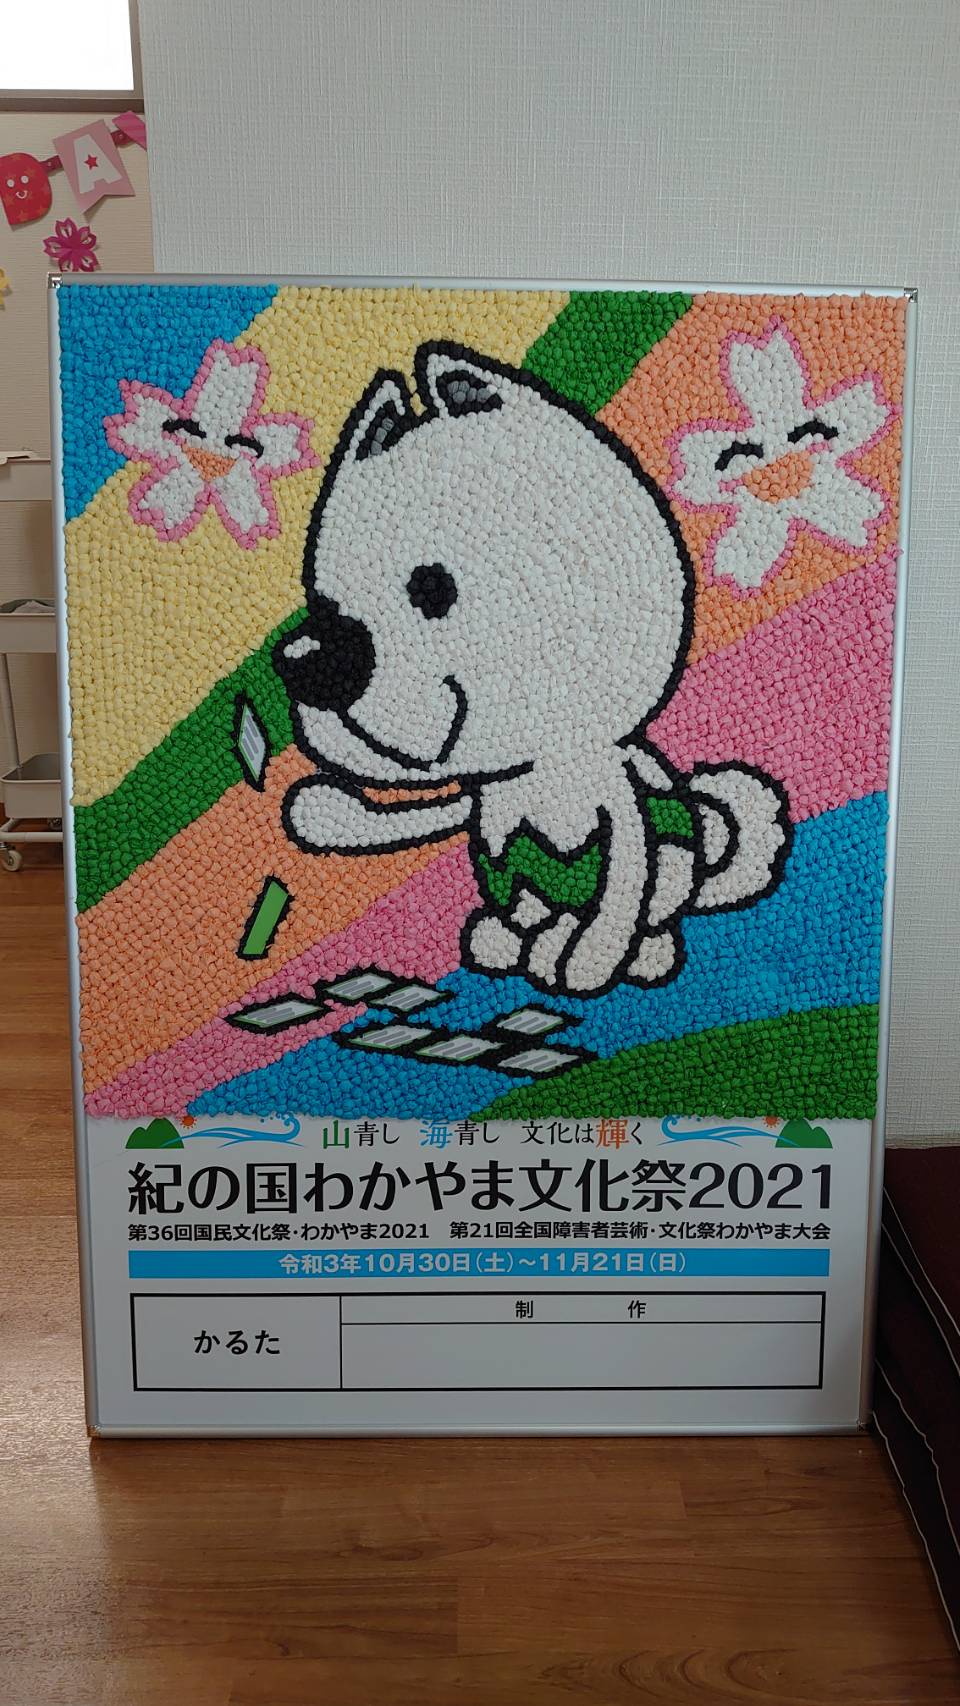 DA
山青し 海青し 文化は輝く
紀の国わかやま文化祭2021
第36回国民文化祭・わかやま2021 第21回全国障害者芸術・文化祭わかやま大会
令和3年10月30日(土)~11月21日(日)
制 作
かるた